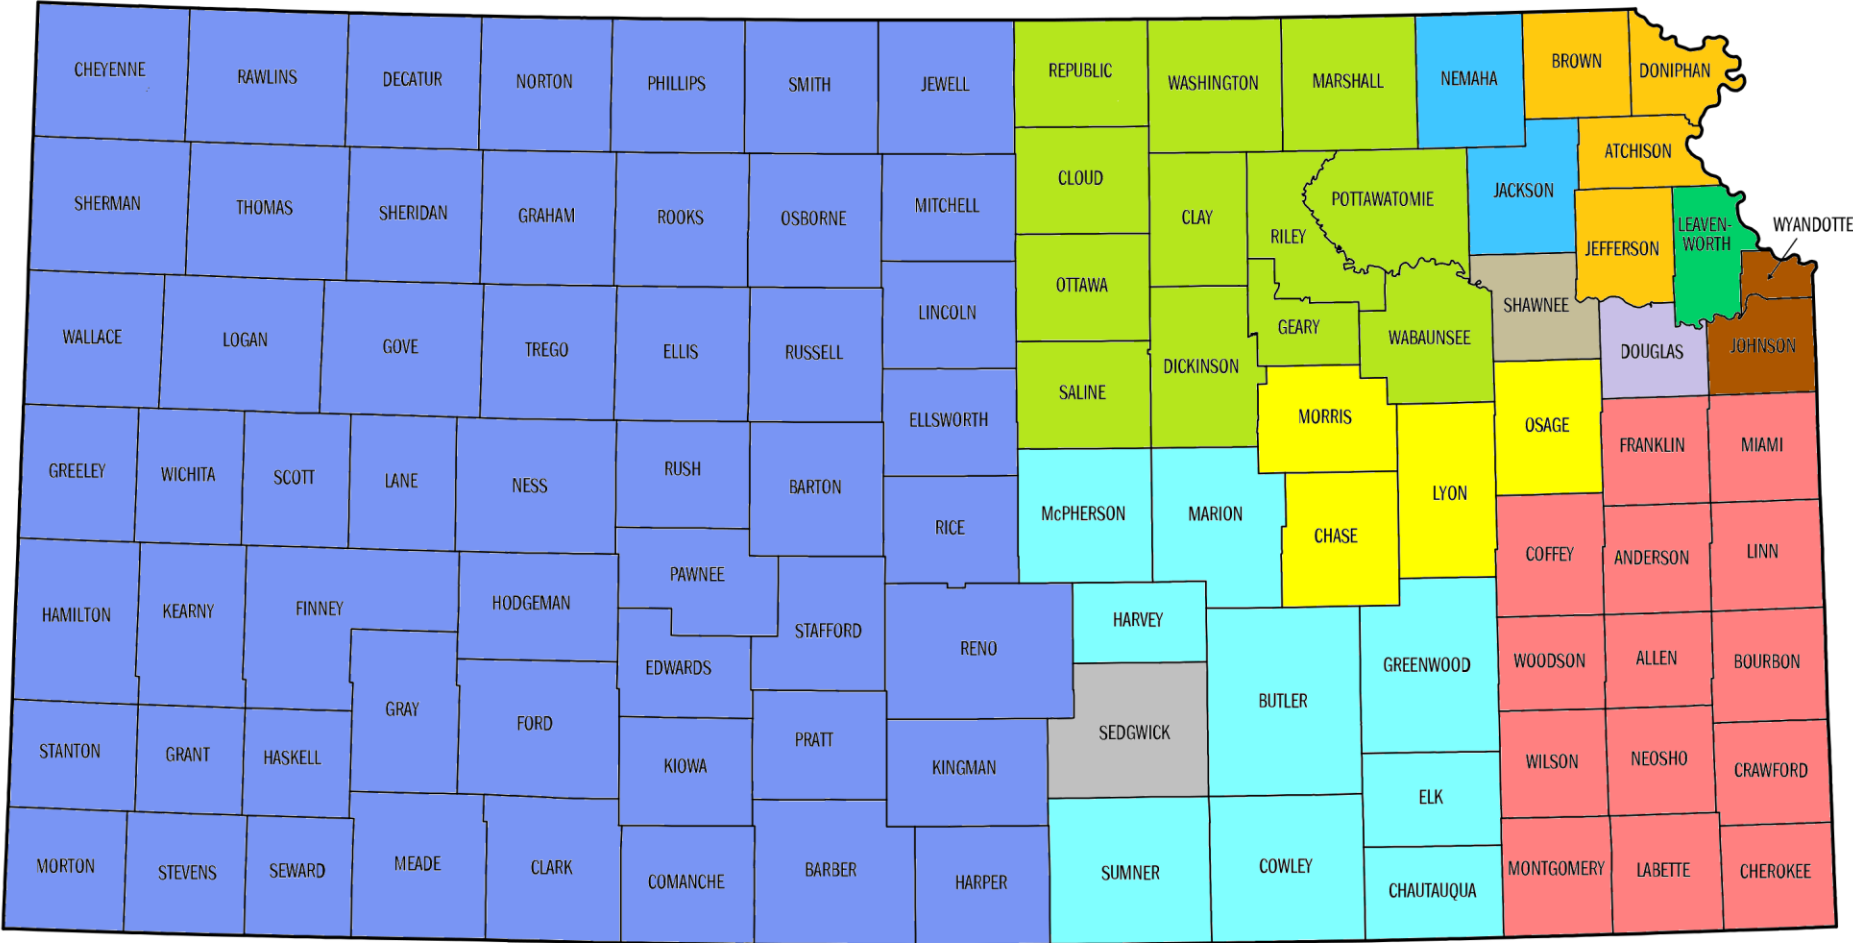 CHEYENNE
RAWLINS
DECATUR
NORTON
PHILLIPS
SMITH
JEWELL
REPUBLIC
WASHINGTON
MARSHALL
NEMAHA
BROWN
DONIPHAN
SHERMAN
THOMAS
SHERIDAN
GRAHAM
ROOKS
OSBORNE
MITCHELL
CLOUD
CLAY
RILEY
POTTAWATOMIE
JACKSON
ATCHISON
JEFFERSON
LEAVEN-
WORTH
WYANDOTTE
WALLACE
LOGAN
GOVE
TREGO
ELLIS
RUSSELL
LINCOLN
OTTAWA
DICKINSON
GEARY
WABAUNSEE
SHAWNEE
DOUGLAS
JOHNSON
ELLSWORTH
SALINE
MORRIS
OSAGE
FRANKLIN
MIAMI
GREELEY
WICHITA
SCOTT
LANE
NESS
RUSH
BARTON
RICE
McPHERSON
MARION
CHASE
LYON
COFFEY
ANDERSON
LINN
HAMILTON
KEARNY
FINNEY
HODGEMAN
PAWNEE
STAFFORD
EDWARDS
RENO
HARVEY
BUTLER
GREENWOOD
WOODSON
ALLEN
BOURBON
STANTON
GRANT
HASKELL
GRAY
FORD
KIOWA
PRATT
KINGMAN
SEDGWICK
ELK
WILSON
NEOSHO
CRAWFORD
MORTON
STEVENS
SEWARD
MEADE
CLARK
COMANCHE
BARBER
HARPER
SUMNER
COWLEY
CHAUTAUQUA
MONTGOMERY
LABETTE
CHEROKEE